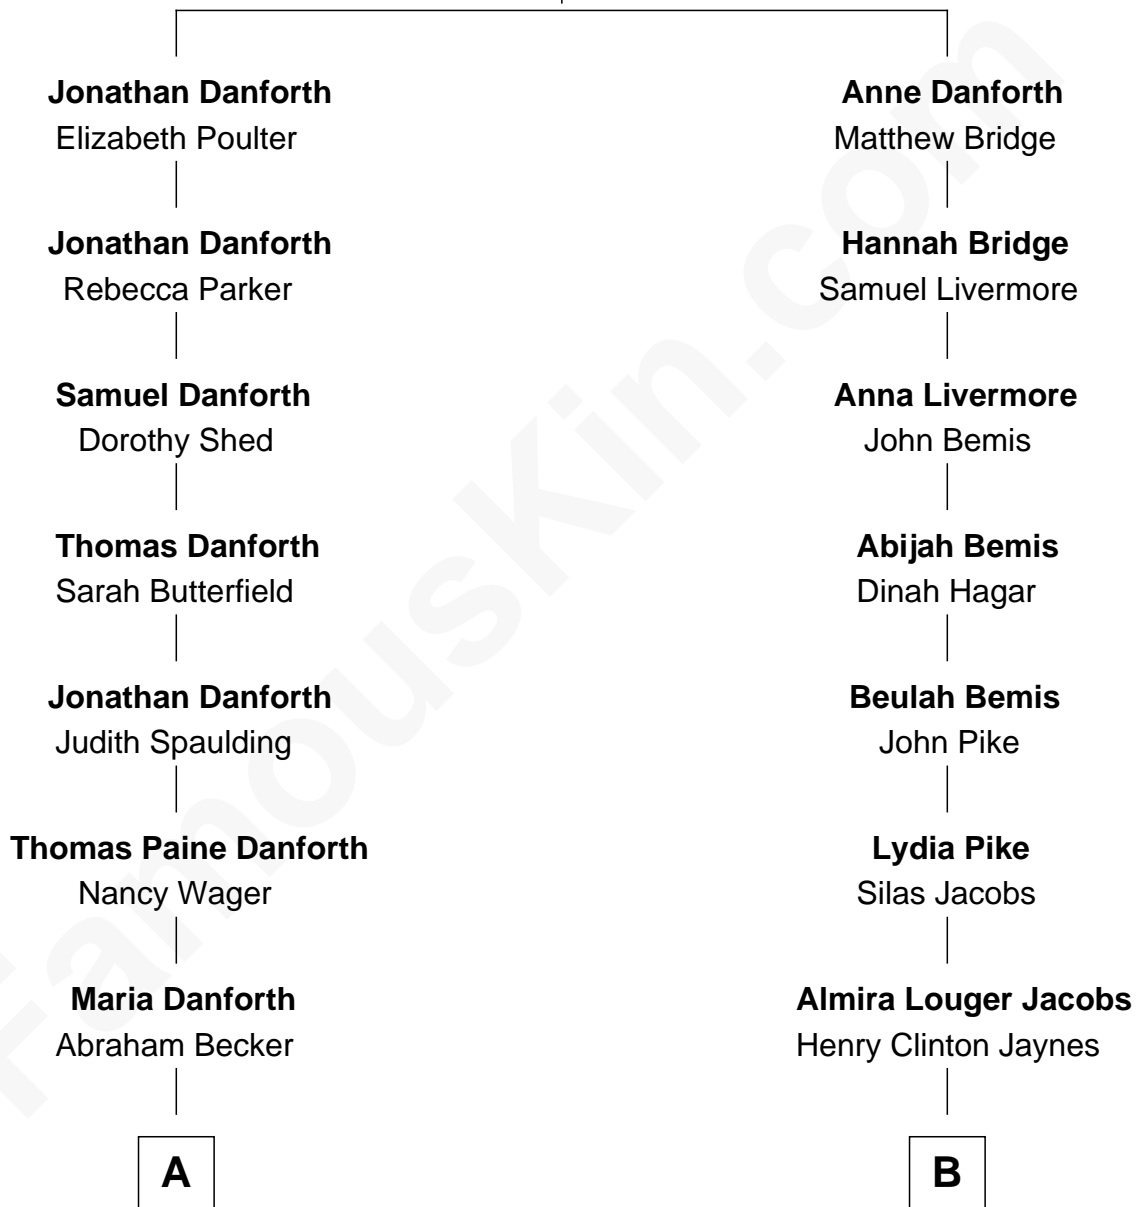 Jonathan Danforth
Elizabeth Poulter
Jonathan Danforth
Rebecca Parker
Samuel Danforth
Dorothy Shed
Thomas Danforth
Sarah Butterfield
Jonathan Danforth
Judith Spaulding
Thomas Paine Danforth
Nancy Wager
Maria Danforth
Abraham Becker
A
Anne Danforth
Matthew Bridge
Hannah Bridge
Samuel Livermore
Anna Livermore
John Bemis
Abijah Bemis
Dinah Hagar
Beulah Bemis
John Pike
Lydia Pike
Silas Jacobs
Almira Louger Jacobs
Henry Clinton Jaynes
B
FamousKin.com